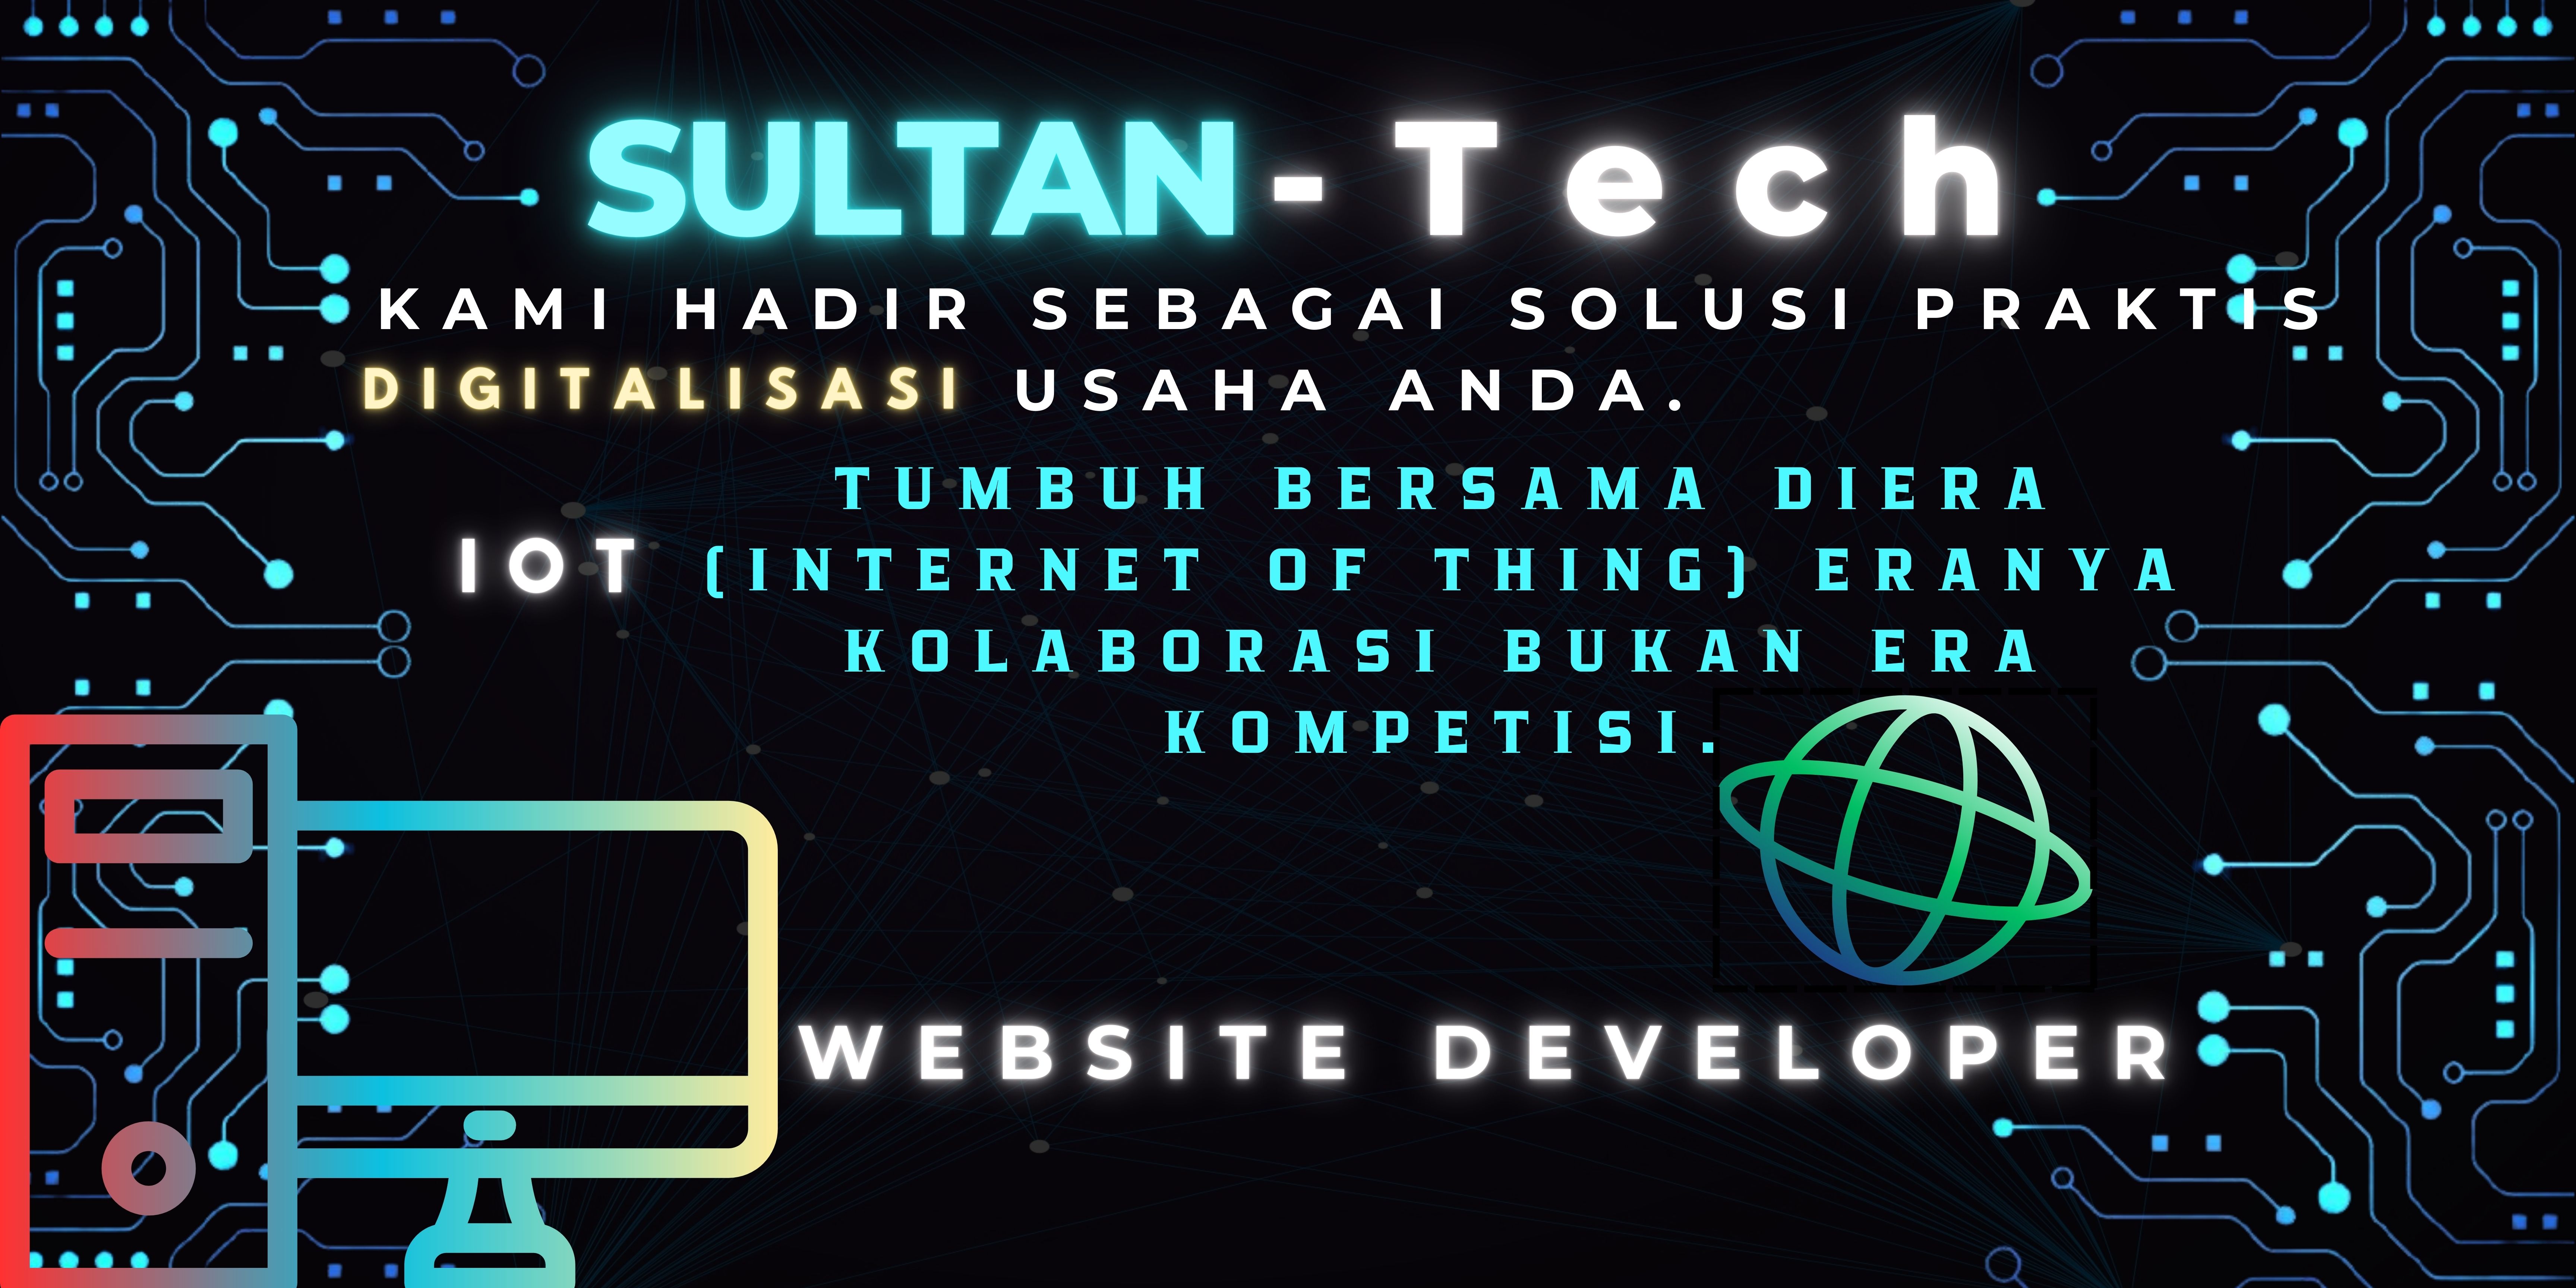 SULTAN-Tech
KAMI HADIR SEBAGAI SOLUSI PRAKTIS
DIGITALISASI USAHA ANDA.
TUMBUH BERSAMA DIERA
IOT (INTERNET OF THING) ERANYA
KOLABORASI BUKAN ERA
KOMPETISI.
WEBSITE DEVELOPER